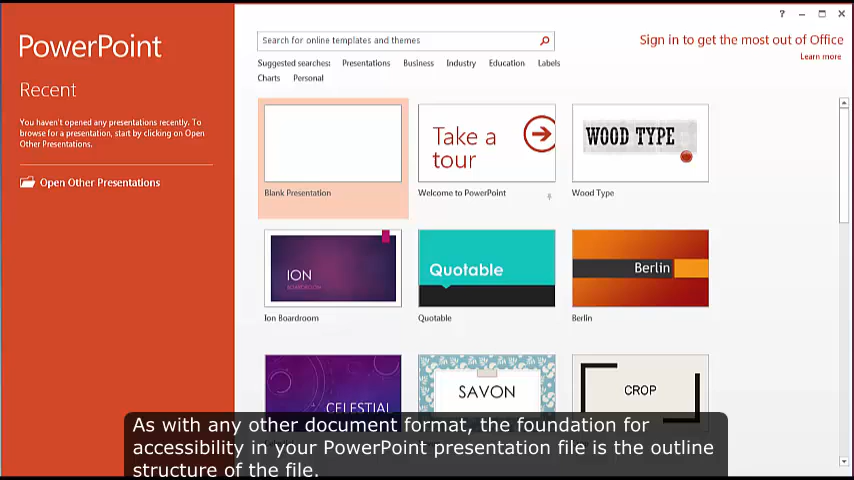 PowerPoint
Recent
You haven't opened any presentations recently. To
browse for a presentation, start by clicking on Open
Other Presentations.
Open Other Presentations
?
Search for online templates and themes
Sign in to get the most out of Office
Learn more
Suggested searches: Presentations Business Industry Education Labels
Charts Personal
Take a
tour
WOOD TYPE
Blank Presentation
Welcome to PowerPoint
Wood Type
ION
BOARDROOM
Quotable
Berlin
Ion Boardroom
Quotable
Berlin
CELESTIAL
SAVON
CROP
As with any other document format, the foundation for
accessibility in your PowerPoint presentation file is the outline
structure of the file.